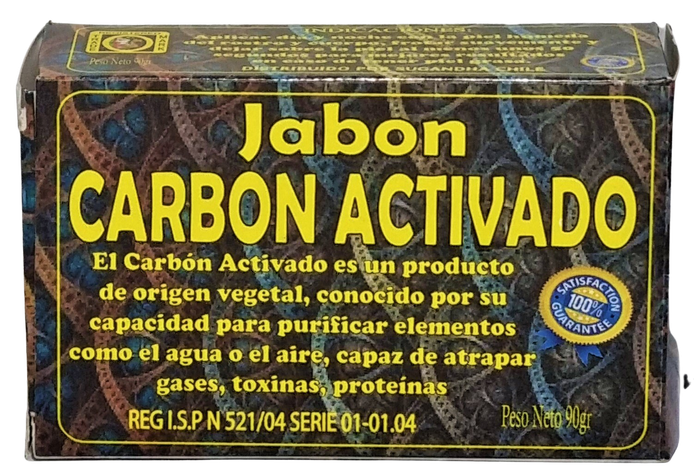 Peso Neto 90gr
INDICACIONES:
Jabon
CARBON ACTIVADO
El Carbón Activado es un producto
de origen vegetal, conocido por su
capacidad para purificar elementos
como el agua o el aire, capaz de atrapar
gases, toxinas, proteínas
SATISFACTION
100%
GUARANTEE
REG I.S.P N 521/04 SERIE 01-01.04
Peso Neto 90gr